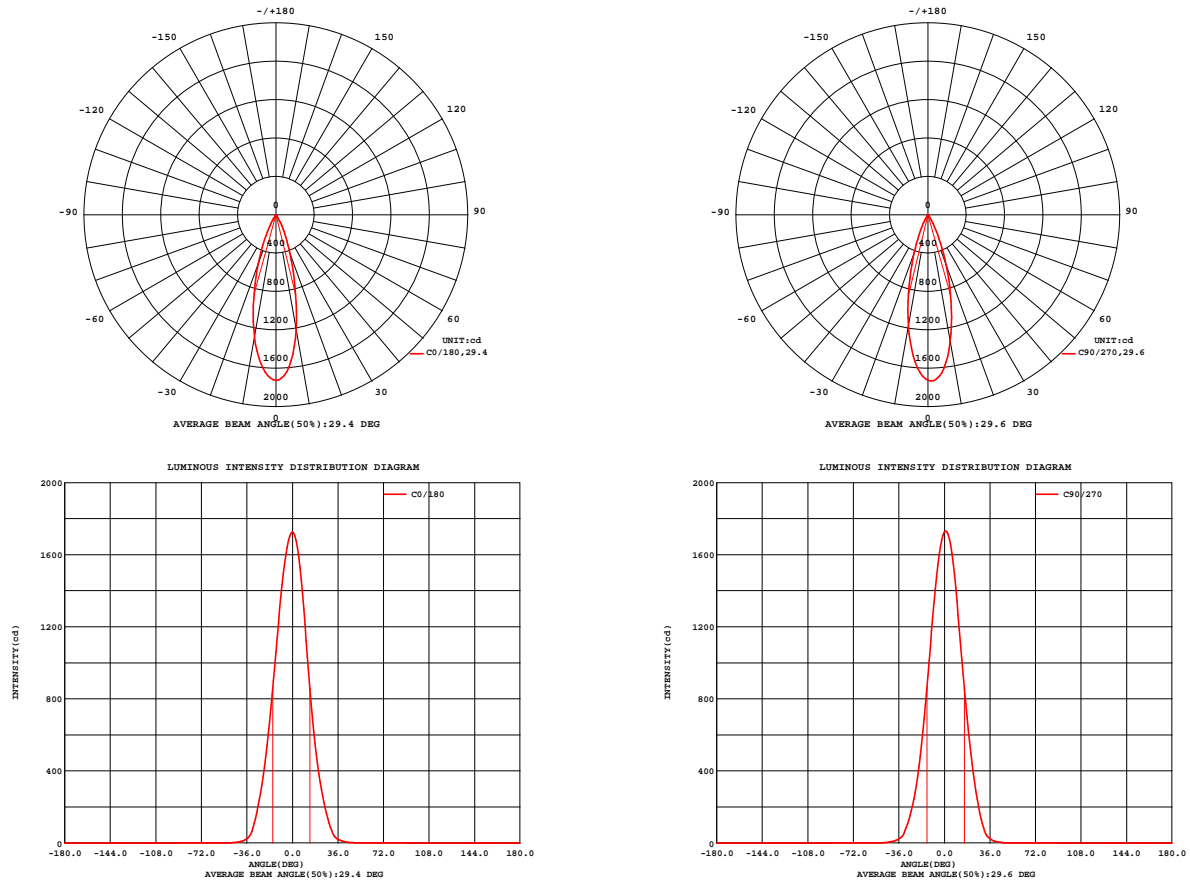 -/+180
-150
150
-120
120
-90
90
-60
60
-30
30
0
0
400
800
1200
1600
2000
UNIT:cd
C0/180,29.4
AVERAGE BEAM ANGLE(50%):29.4 DEG
-/+180
-150
150
-120
120
-90
90
-60
60
-30
30
0
0
400
800
1200
1600
2000
UNIT:cd
C90/270,29.6
AVERAGE BEAM ANGLE(50%):29.6 DEG
LUMINOUS INTENSITY DISTRIBUTION DIAGRAM
C0/180
INTENSITY(cd)
2000
1600
1200
800
400
0
-180.0 -144.0 -108.0 -72.0 -36.0 0.0 36.0 72.0 108.0 144.0 180.0
ANGLE(DEG)
AVERAGE BEAM ANGLE(50%):29.4 DEG
LUMINOUS INTENSITY DISTRIBUTION DIAGRAM
C90/270
INTENSITY(cd)
2000
1600
1200
800
400
0
-180.0 -144.0 -108.0 -72.0 -36.0 0.0 36.0 72.0 108.0 144.0 180.0
ANGLE(DEG)
AVERAGE BEAM ANGLE(50%):29.6 DEG